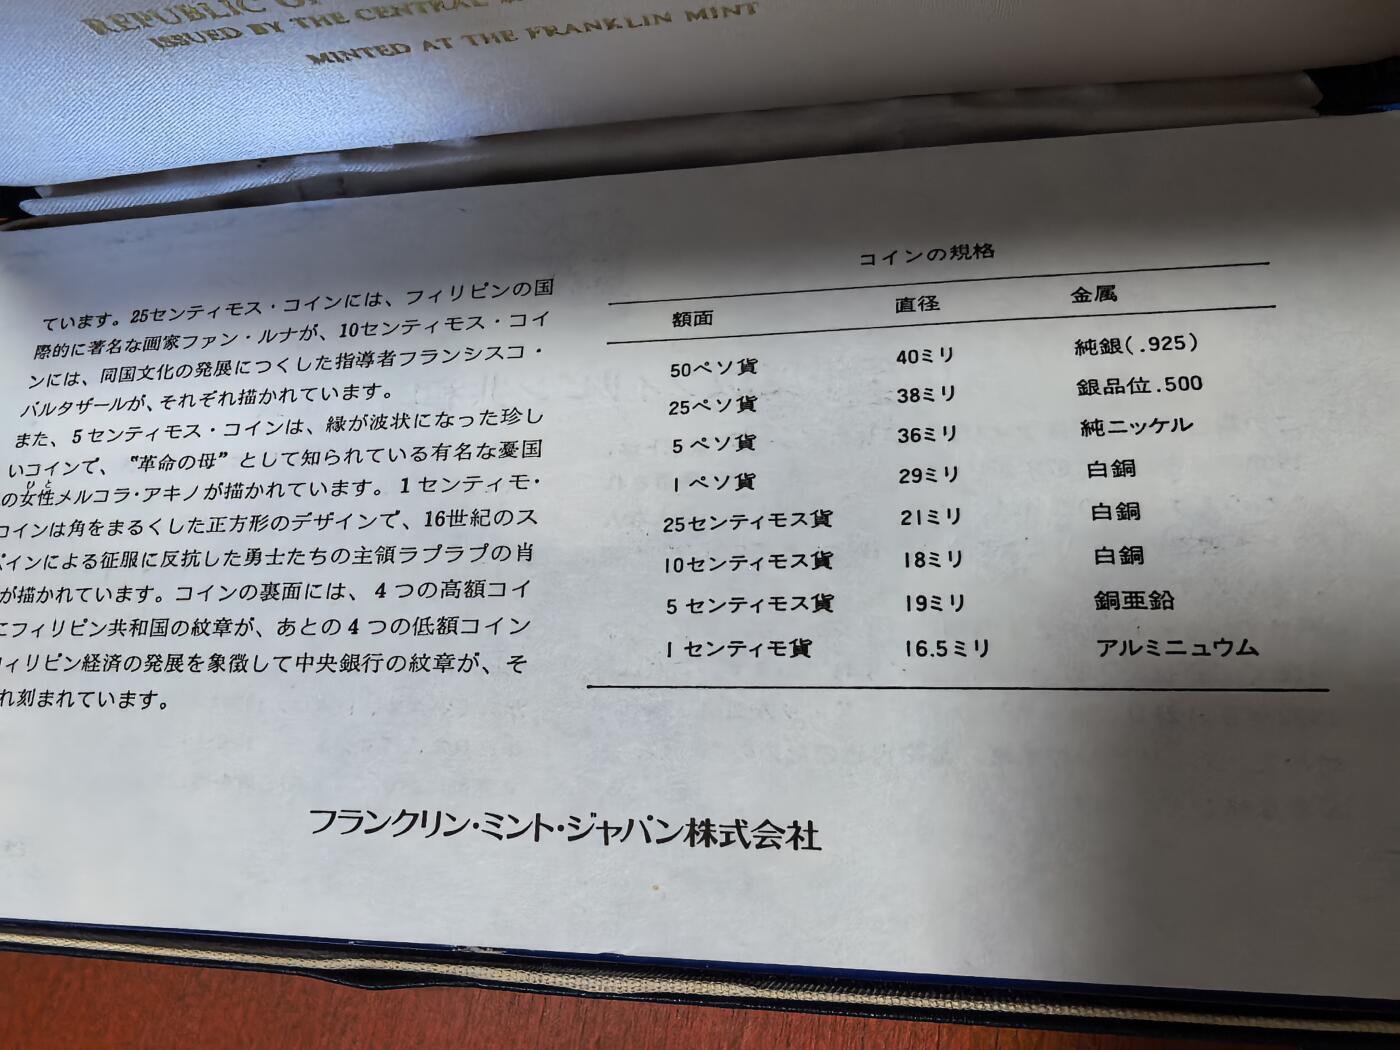 REPUBLIC OF
ISSUED BY THE CENTRAL
MINTED AT THE FRANKLIN MINT
ています。25センティモス・コインには、フィリピンの国
際的に著名な画家ファン・ルナが、10センティモス・コイ
ンには、同国文化の発展につくした指導者フランシスコ・
バルタザールが、それぞれ描かれています。
また、5センティモス・コインは、縁が波状になった珍し
いコインで、“革命の母”として知られている有名な憂国
の女性メルコラ・アキノが描かれています。1センティモ・
ひと
コインは角をまるくした正方形のデザインで、16世紀のス
ペインによる征服に反抗した勇士たちの主領ラプラプの肖
が描かれています。コインの裏面には、4つの高額コイ
にフィリピン共和国の紋章が、あとの4つの低額コイン
フィリピン経済の発展を象徴して中央銀行の紋章が、そ
れ刻まれています。
コインの規格
額面 直径 金属
50ペソ貨 40ミリ 純銀(.925)
25ペソ貨 38ミリ 銀品位.500
5ペソ貨 36ミリ 純ニッケル
1ペソ貨 29ミリ 白銅
25センティモス貨 21ミリ 白銅
10センティモス貨 18ミリ 白銅
5センティモス貨 19ミリ 銅亜鉛
1センティモ貨 16.5ミリ アルミニュウム
フランクリン・ミント・ジャパン株式会社